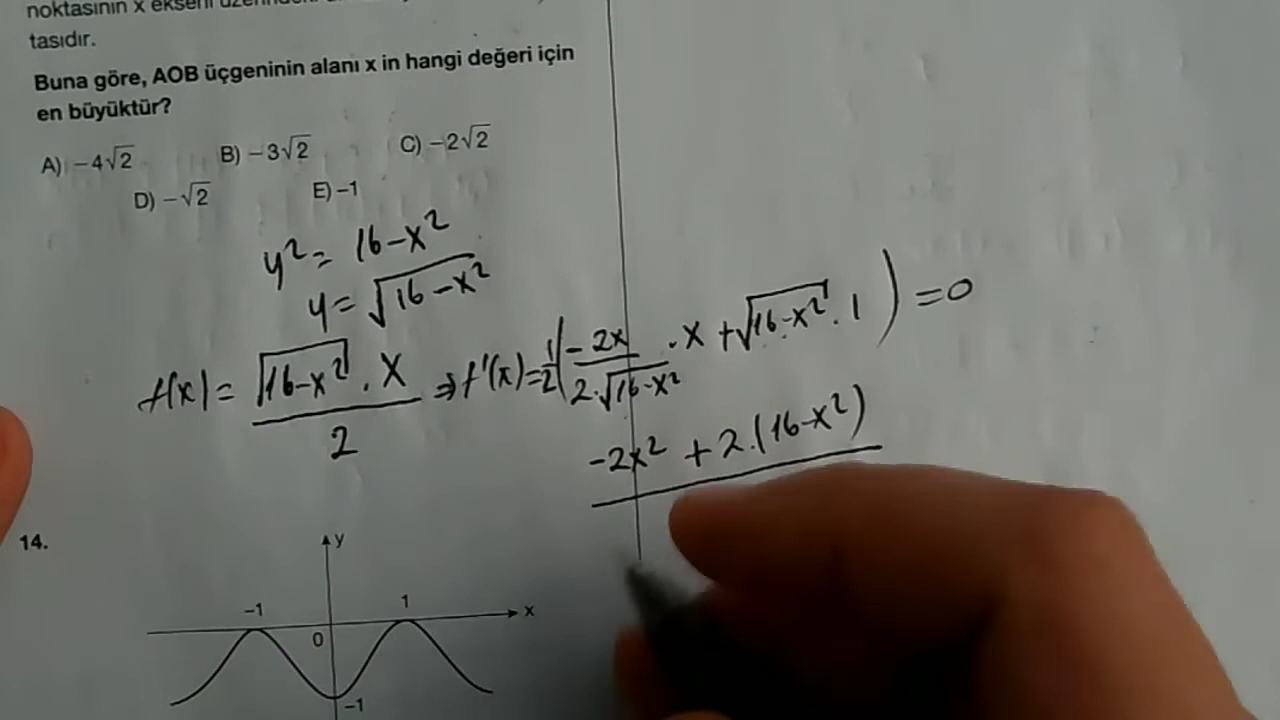 noktasının x ekseni
tasıdır.
Buna göre, AOB üçgeninin alanı x in hangi değeri için
en büyüktür?
A) −4√2 B) −3√2 C) −2√2
D) −√2 E) −1
y² = 16−x²
y = √16−x²
f(x) = √16−x² . x / 2 ⇒ f'(x) = 1/2 ( −2x / 2.√16−x² . x + √16−x² . 1 ) = 0
−2x² + 2.(16−x²)
14.
y
−1 1 x
0
−1